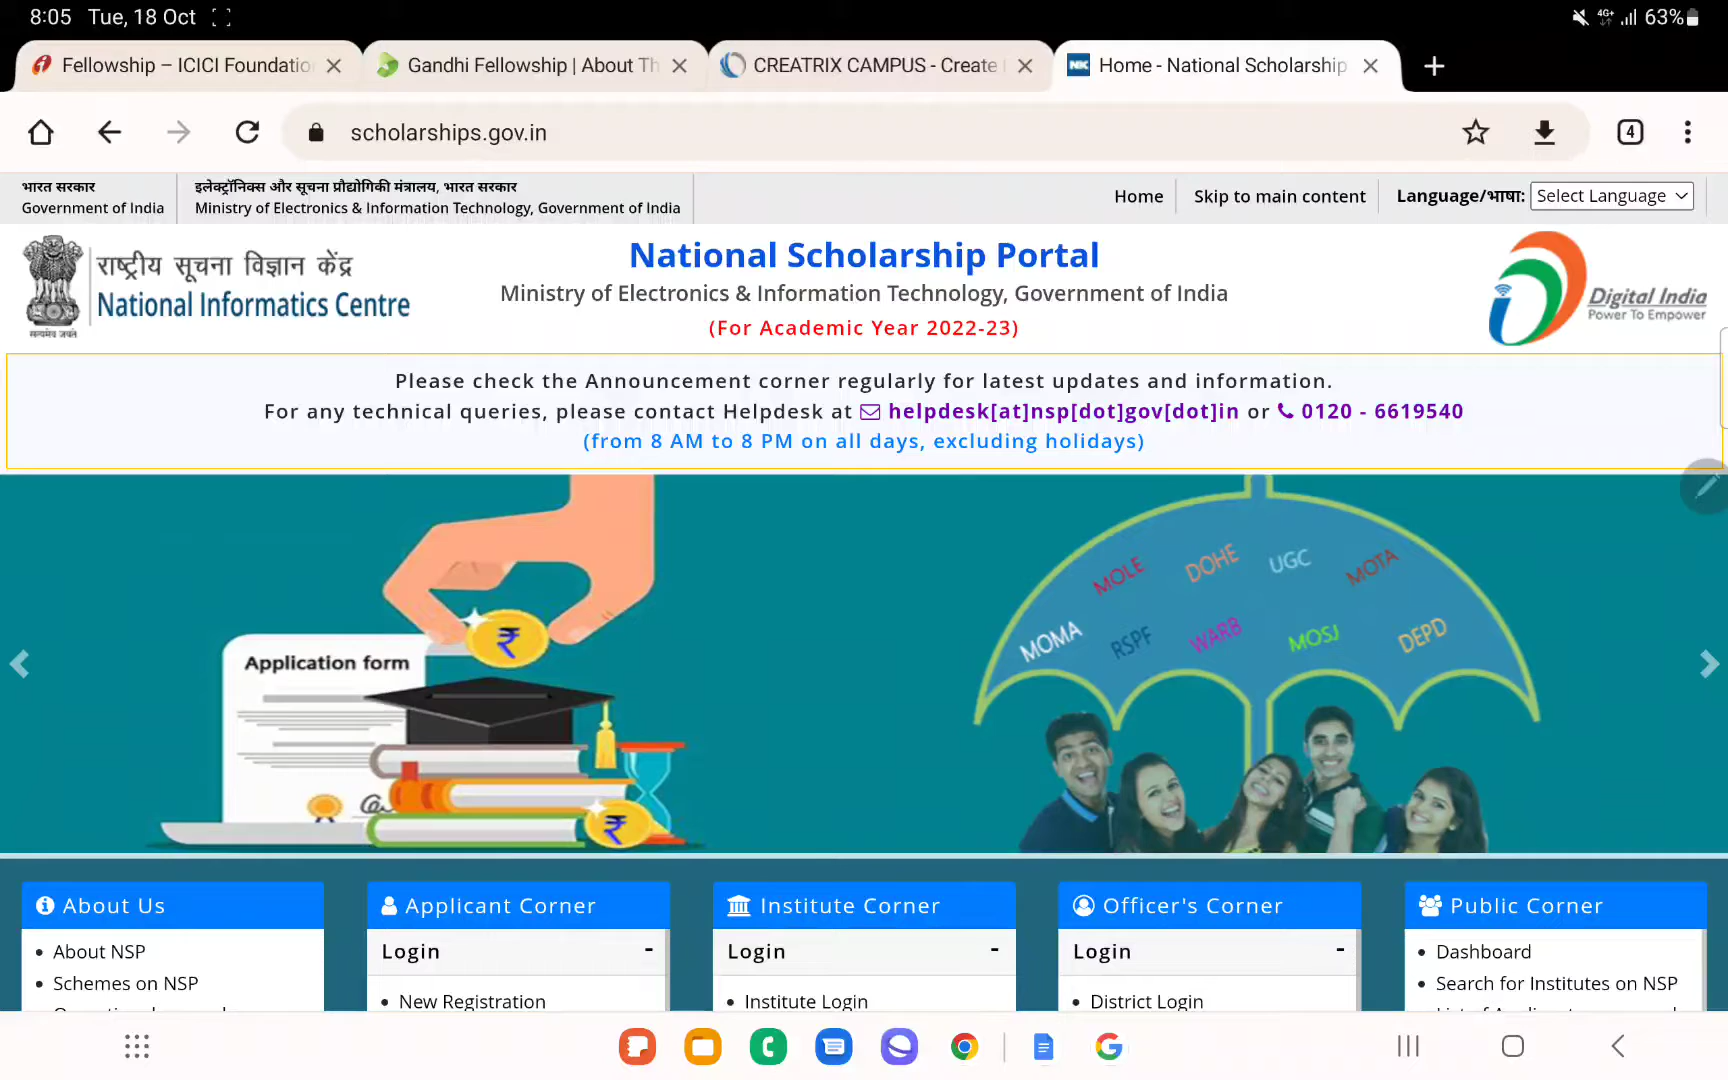 8:05 Tue, 18 Oct 4G+ 63%
Fellowship – ICICI Foundatio
Gandhi Fellowship | About Th
CREATRIX CAMPUS - Create
NIC Home - National Scholarship
scholarships.gov.in 4
भारत सरकार
Government of India
इलेक्ट्रॉनिक्स और सूचना प्रौद्योगिकी मंत्रालय, भारत सरकार
Ministry of Electronics & Information Technology, Government of India
Home Skip to main content Language/भाषा: Select Language
राष्ट्रीय सूचना विज्ञान केंद्र
National Informatics Centre
सत्यमेव जयते
National Scholarship Portal
Ministry of Electronics & Information Technology, Government of India
(For Academic Year 2022-23)
Digital India
Power To Empower
Please check the Announcement corner regularly for latest updates and information.
For any technical queries, please contact Helpdesk at helpdesk[at]nsp[dot]gov[dot]in or 0120 - 6619540
(from 8 AM to 8 PM on all days, excluding holidays)
Application form
₹
₹
MOLE DOHE UGC MOTA
MOMA RSPF WARB MOSJ DEPD
About Us
About NSP
Schemes on NSP
Applicant Corner
Login -
New Registration
Institute Corner
Login -
Institute Login
Officer's Corner
Login -
District Login
Public Corner
Dashboard
Search for Institutes on NSP